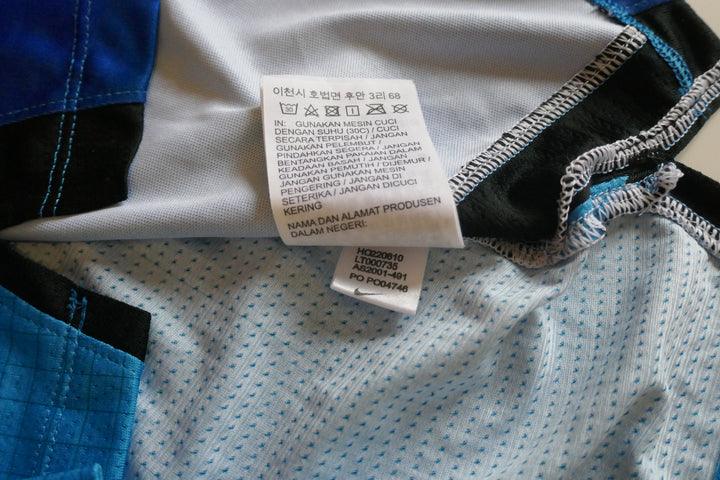 이천시 호법면 후안 3리 68
30
IN: GUNAKAN MESIN CUCI
DENGAN SUHU (30C) / CUCI
SECARA TERPISAH / JANGAN
GUNAKAN PELEMBUT /
PINDAHKAN SEGERA / JANGAN
BENTANGKAN PAKAIAN DALAM
KEADAAN BASAH / JANGAN
GUNAKAN PEMUTIH / DIJEMUR /
JANGAN GUNAKAN MESIN
PENGERING / JANGAN DI
SETERIKA / JANGAN DICUCI
KERING
NAMA DAN ALAMAT PRODUSEN
DALAM NEGERI:
HO220610
LT000735
AS2001-491
PO PO04746